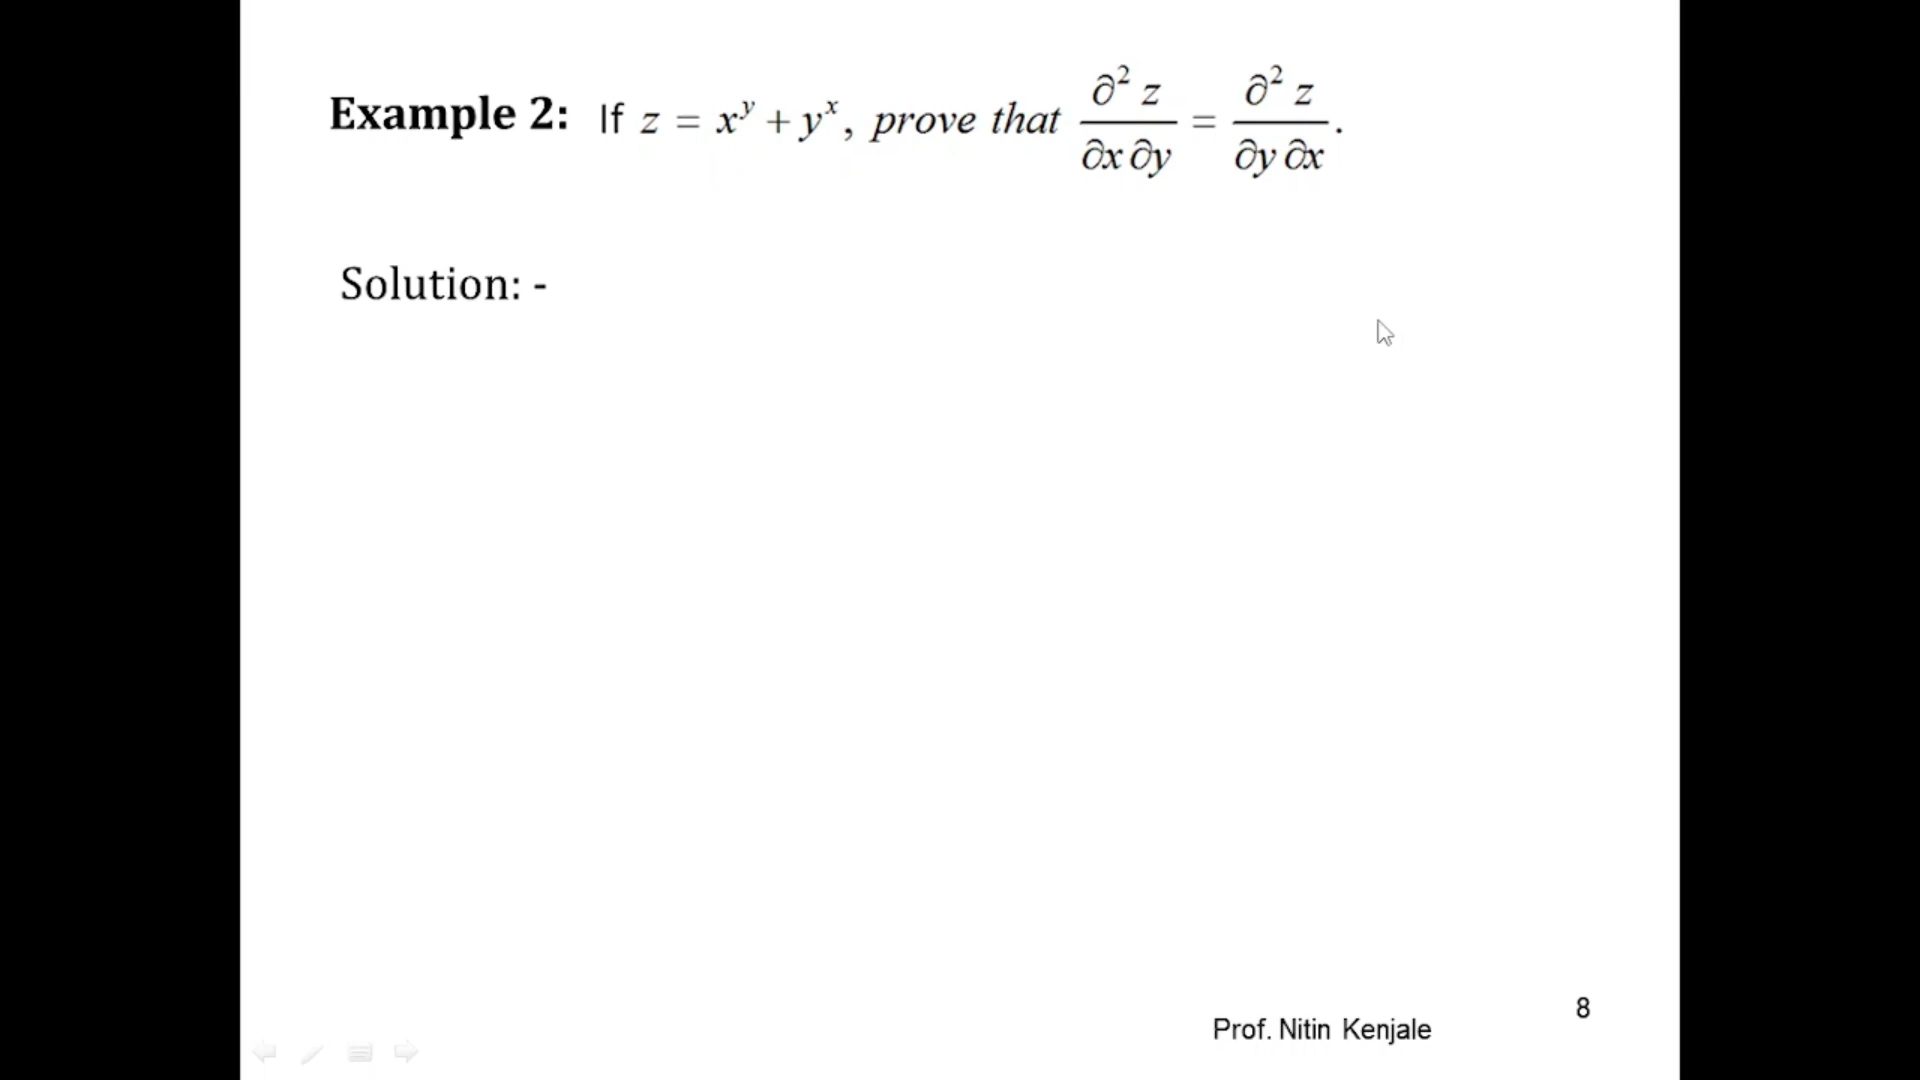 Example 2: If z = x^y + y^x, prove that ∂²z/∂x∂y = ∂²z/∂y∂x.
Solution: -
8
Prof. Nitin Kenjale